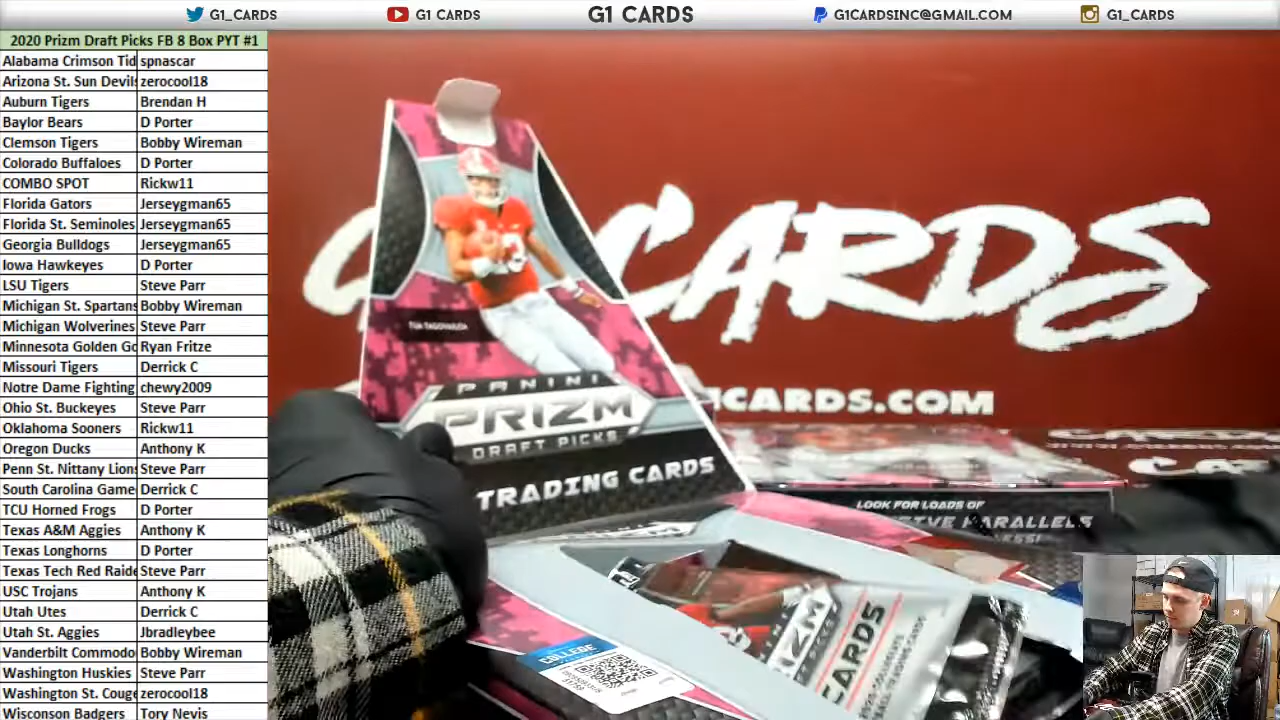 G1_CARDS G1 CARDS G1 CARDS G1CARDSINC@GMAIL.COM G1_CARDS
2020 Prizm Draft Picks FB 8 Box PYT #1
Alabama Crimson Tid spnascar
Arizona St. Sun Devils zerocool18
Auburn Tigers Brendan H
Baylor Bears D Porter
Clemson Tigers Bobby Wireman
Colorado Buffaloes D Porter
COMBO SPOT Rickw11
Florida Gators Jerseygman65
Florida St. Seminoles Jerseygman65
Georgia Bulldogs Jerseygman65
Iowa Hawkeyes D Porter
LSU Tigers Steve Parr
Michigan St. Spartans Bobby Wireman
Michigan Wolverines Steve Parr
Minnesota Golden Go Ryan Fritze
Missouri Tigers Derrick C
Notre Dame Fighting chewy2009
Ohio St. Buckeyes Steve Parr
Oklahoma Sooners Rickw11
Oregon Ducks Anthony K
Penn St. Nittany Lions Steve Parr
South Carolina Game Derrick C
TCU Horned Frogs D Porter
Texas A&M Aggies Anthony K
Texas Longhorns D Porter
Texas Tech Red Raide Steve Parr
USC Trojans Anthony K
Utah Utes Derrick C
Utah St. Aggies Jbradleybee
Vanderbilt Commodo Bobby Wireman
Washington Huskies Steve Parr
Washington St. Couge zerocool18
Wisconsin Badgers Tory Nevis
CARDS
CARDS.COM
TUA TAGOVAILOA
PANINI
PRIZM
DRAFT PICKS
TRADING CARDS
LOOK FOR LOADS OF
PARALLELS
COLLEGE
CARDS